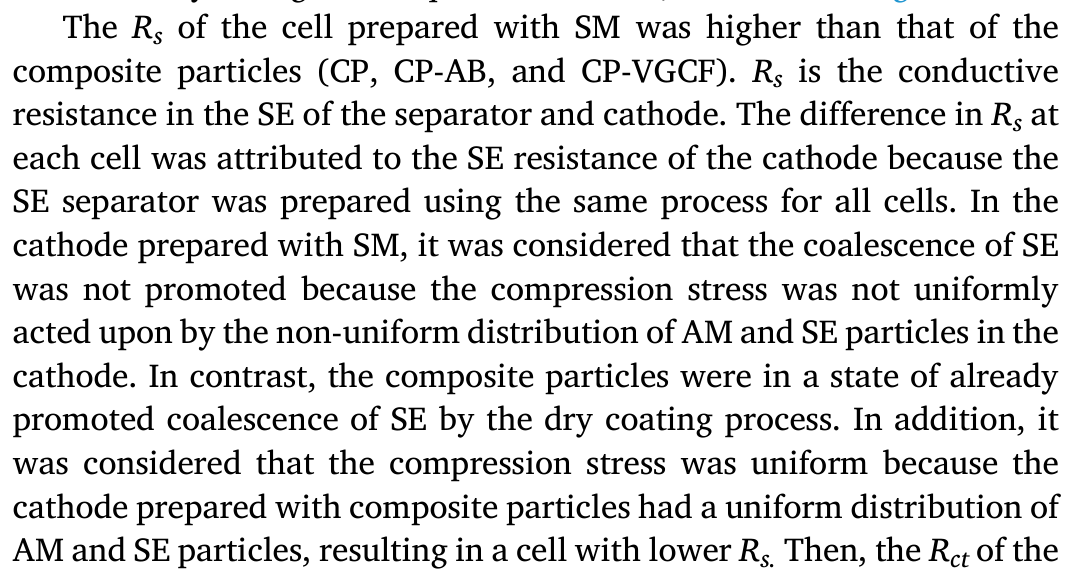 The Rs of the cell prepared with SM was higher than that of the
composite particles (CP, CP-AB, and CP-VGCF). Rs is the conductive
resistance in the SE of the separator and cathode. The difference in Rs at
each cell was attributed to the SE resistance of the cathode because the
SE separator was prepared using the same process for all cells. In the
cathode prepared with SM, it was considered that the coalescence of SE
was not promoted because the compression stress was not uniformly
acted upon by the non-uniform distribution of AM and SE particles in the
cathode. In contrast, the composite particles were in a state of already
promoted coalescence of SE by the dry coating process. In addition, it
was considered that the compression stress was uniform because the
cathode prepared with composite particles had a uniform distribution of
AM and SE particles, resulting in a cell with lower Rs. Then, the Rct of the